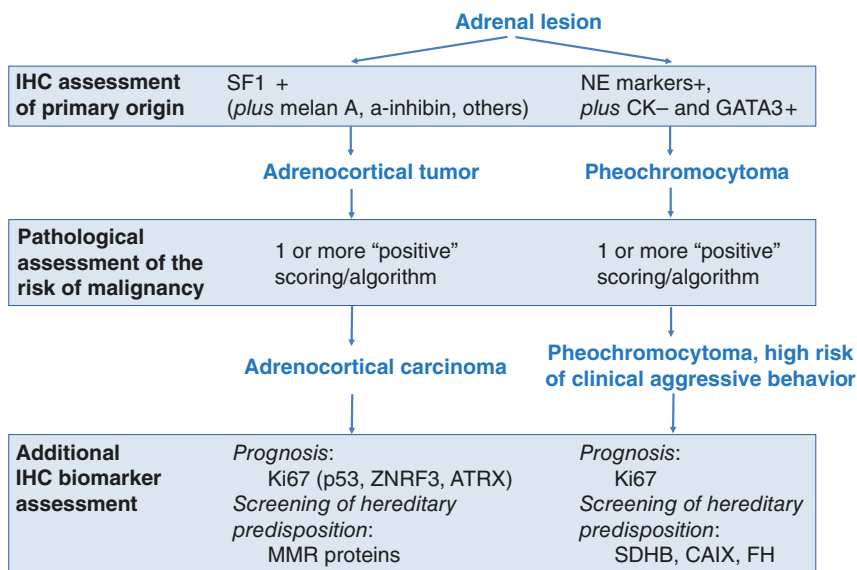 Adrenal lesion
IHC assessment
of primary origin
SF1 +
(plus melan A, a-inhibin, others)
NE markers+,
plus CK– and GATA3+
Adrenocortical tumor
Pheochromocytoma
Pathological
assessment of the
risk of malignancy
1 or more “positive”
scoring/algorithm
1 or more “positive”
scoring/algorithm
Adrenocortical carcinoma
Pheochromocytoma, high risk
of clinical aggressive behavior
Additional
IHC biomarker
assessment
Prognosis:
Ki67 (p53, ZNRF3, ATRX)
Screening of hereditary
predisposition:
MMR proteins
Prognosis:
Ki67
Screening of hereditary
predisposition:
SDHB, CAIX, FH